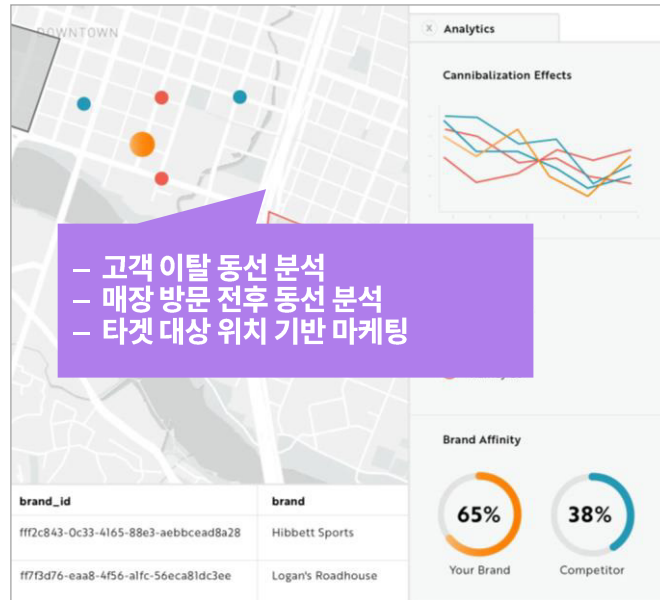 DOWNTOWN
X Analytics
Cannibalization Effects
– 고객 이탈 동선 분석
– 매장 방문 전후 동선 분석
– 타겟 대상 위치 기반 마케팅
Brand Affinity
65%
38%
Your Brand
Competitor
brand_id brand
fff2c843-0c33-4165-88e3-aebbcead8a28 Hibbett Sports
ff7f3d76-eaa8-4f56-a1fc-56eca81dc3ee Logan's Roadhouse